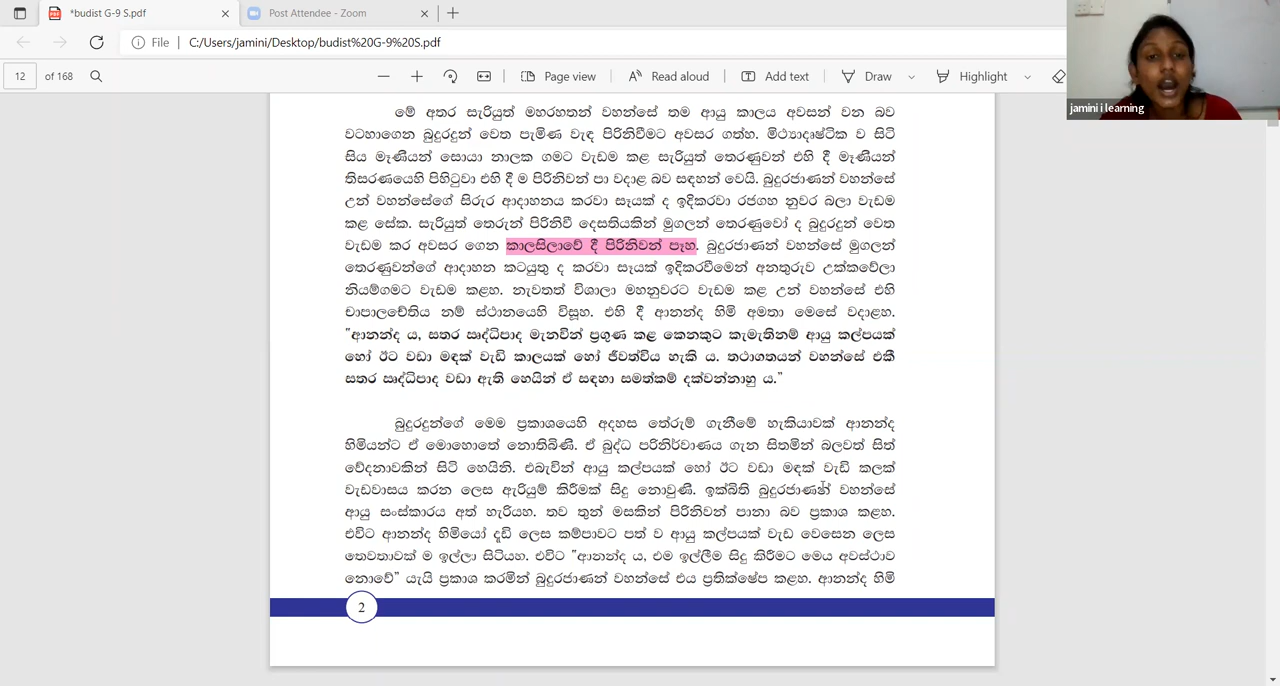 *budist G-9 S.pdf
Post Attendee - Zoom
File
C:/Users/jamini/Desktop/budist%20G-9%20S.pdf
12 of 168
Page view
Read aloud
Add text
Draw
Highlight
jamini i learning
මේ අතර සැරියුත් මහරහතන් වහන්සේ තම ආයු කාලය අවසන් වන බව
වටහාගෙන බුදුරදුන් වෙත පැමිණ වැඳ පිරිනිවීමට අවසර ගත්හ. මිථ්‍යාදෘෂ්ටික ව සිටි
සිය මෑණියන් සොයා නාලක ගමට වැඩම කළ සැරියුත් තෙරණුවන් එහි දී මෑණියන්
තිසරණයෙහි පිහිටුවා එහි දී ම පිරිනිවන් පා වදාළ බව සඳහන් වෙයි. බුදුරජාණන් වහන්සේ
උන් වහන්සේගේ සිරුර ආදාහනය කරවා සෑයක් ද ඉදිකරවා රජගහ නුවර බලා වැඩම
කළ සේක. සැරියුත් තෙරුන් පිරිනිවී දෙසතියකින් මුගලන් තෙරණුවෝ ද බුදුරදුන් වෙත
වැඩම කර අවසර ගෙන කාලසිලාවේ දී පිරිනිවන් පෑහ. බුදුරජාණන් වහන්සේ මුගලන්
තෙරණුවන්ගේ ආදාහන කටයුතු ද කරවා සෑයක් ඉදිකරවීමෙන් අනතුරුව උක්කචේලා
නියම්ගමට වැඩම කළහ. නැවතත් විශාලා මහනුවරට වැඩම කළ උන් වහන්සේ එහි
චාපාලචේතිය නම් ස්ථානයෙහි විසූහ. එහි දී ආනන්ද හිමි අමතා මෙසේ වදාළහ.
"ආනන්ද ය, සතර ඍද්ධිපාද මැනවින් ප්‍රගුණ කළ කෙනකුට කැමැතිනම් ආයු කල්පයක්
හෝ ඊට වඩා මඳක් වැඩි කාලයක් හෝ ජීවත්විය හැකි ය. තථාගතයන් වහන්සේ එකී
සතර ඍද්ධිපාද වඩා ඇති හෙයින් ඒ සඳහා සමත්කම් දක්වන්නාහු ය."
බුදුරදුන්ගේ මෙම ප්‍රකාශයෙහි අදහස තේරුම් ගැනීමේ හැකියාවක් ආනන්ද
හිමියන්ට ඒ මොහොතේ නොතිබිණි. ඒ බුද්ධ පරිනිර්වාණය ගැන සිතමින් බලවත් සිත්
වේදනාවකින් සිටි හෙයිනි. එබැවින් ආයු කල්පයක් හෝ ඊට වඩා මඳක් වැඩි කලක්
වැඩවාසය කරන ලෙස ඇරියුම් කිරීමක් සිදු නොවුණි. ඉක්බිති බුදුරජාණන් වහන්සේ
ආයු සංස්කාරය අත් හැරියහ. තව තුන් මසකින් පිරිනිවන් පානා බව ප්‍රකාශ කළහ.
එවිට ආනන්ද හිමියෝ දැඩි ලෙස කම්පාවට පත් ව ආයු කල්පයක් වැඩ වෙසෙන ලෙස
තෙවතාවක් ම ඉල්ලා සිටියහ. එවිට "ආනන්ද ය, එම ඉල්ලීම සිදු කිරීමට මෙය අවස්ථාව
නොවේ" යැයි ප්‍රකාශ කරමින් බුදුරජාණන් වහන්සේ එය ප්‍රතික්ෂේප කළහ. ආනන්ද හිමි
2